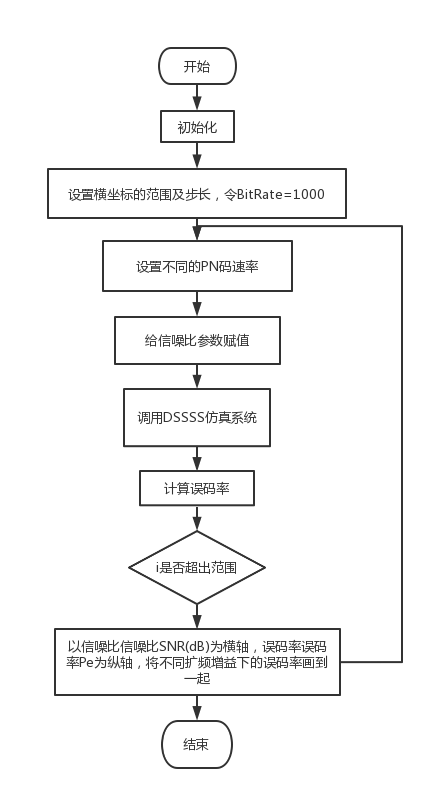 开始
初始化
设置横坐标的范围及步长，令BitRate=1000
设置不同的PN码速率
给信噪比参数赋值
调用DSSSS仿真系统
计算误码率
i是否超出范围
以信噪比信噪比SNR(dB)为横轴，误码率误码
率Pe为纵轴，将不同扩频增益下的误码率画到
一起
结束